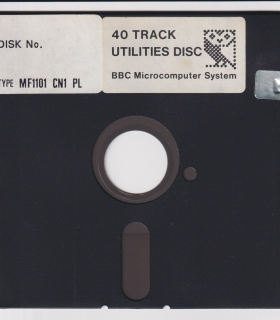 DISK No.
TYPE MF1101 CN1 PL
40 TRACK
UTILITIES DISC
BBC Microcomputer System